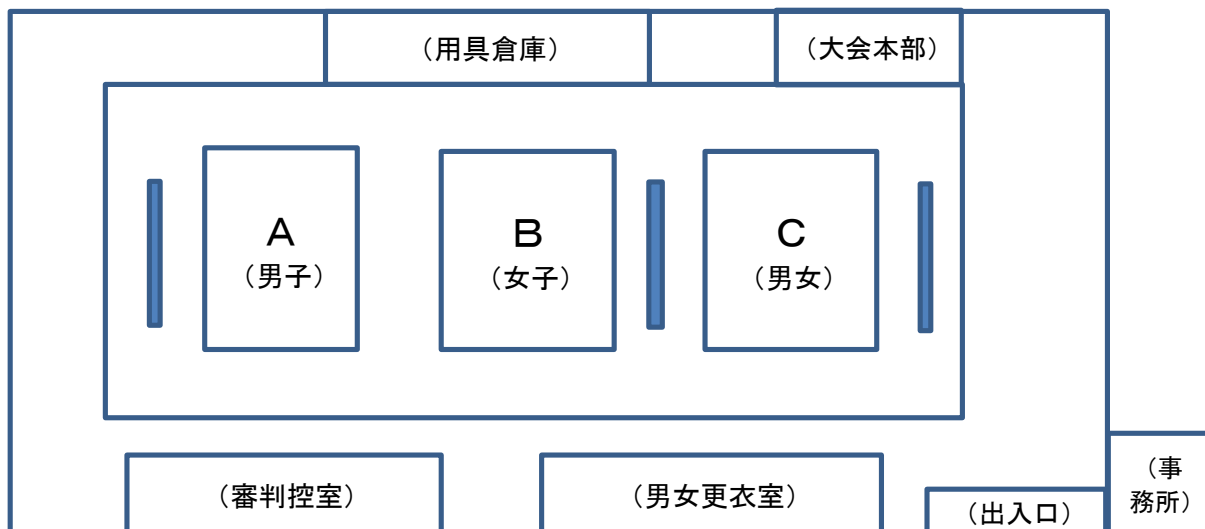 （用具倉庫）
（大会本部）
A
（男子）
B
（女子）
C
（男女）
（審判控室）
（男女更衣室）
（出入口）
（事
務所）